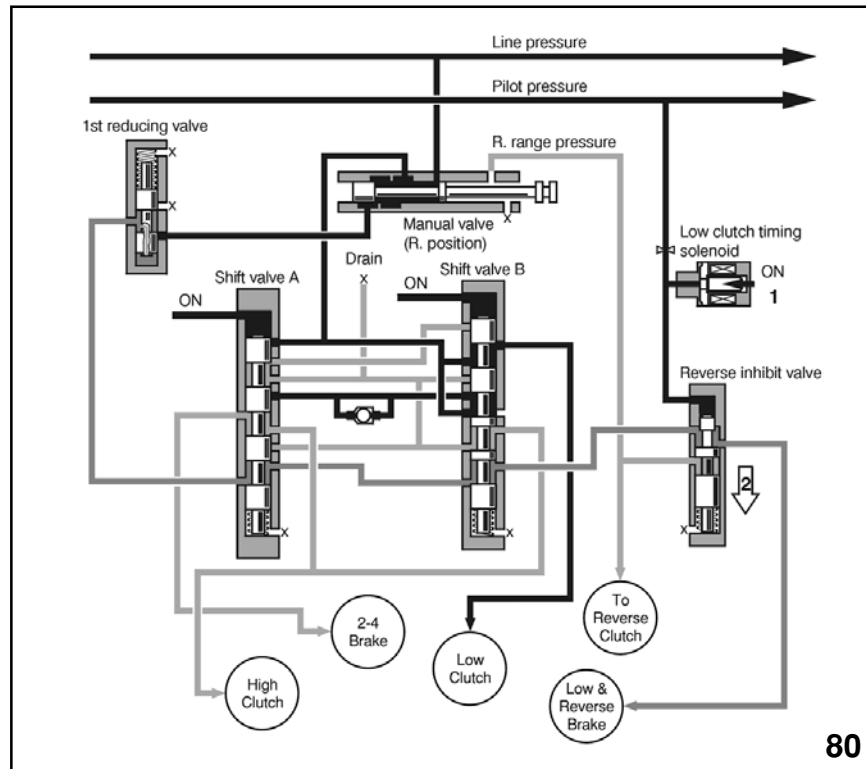 Line pressure
Pilot pressure
1st reducing valve
x
x
R. range pressure
Manual valve
(R. position)
x
Low clutch timing
solenoid
ON
1
Drain
x
Shift valve A
ON
Shift valve B
ON
Reverse inhibit valve
2
x
x
x
To
Reverse
Clutch
2-4
Brake
Low
Clutch
High
Clutch
Low &
Reverse
Brake
80